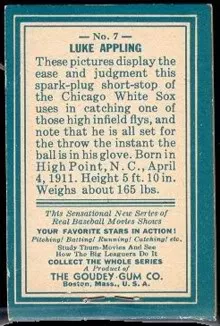 — No. 7 —
LUKE APPLING
These pictures display the
ease and judgment this
spark-plug short-stop of
the Chicago White Sox
uses in catching one of
those high infield flys, and
note that he is all set for
the throw the instant the
ball is in his glove. Born in
High Point, N. C., April
4, 1911. Height 5 ft. 10 in.
Weighs about 165 lbs.
This Sensational New Series of
Real Baseball Movies Show
YOUR FAVORITE STARS IN ACTION!
Pitching! Batting! Running! Catching! etc.
Study Thum-Movies And See
How The Big Leaguers Do It
COLLECT THE WHOLE SERIES
A Product of
THE GOUDEY GUM CO.
Boston, Mass., U. S. A.